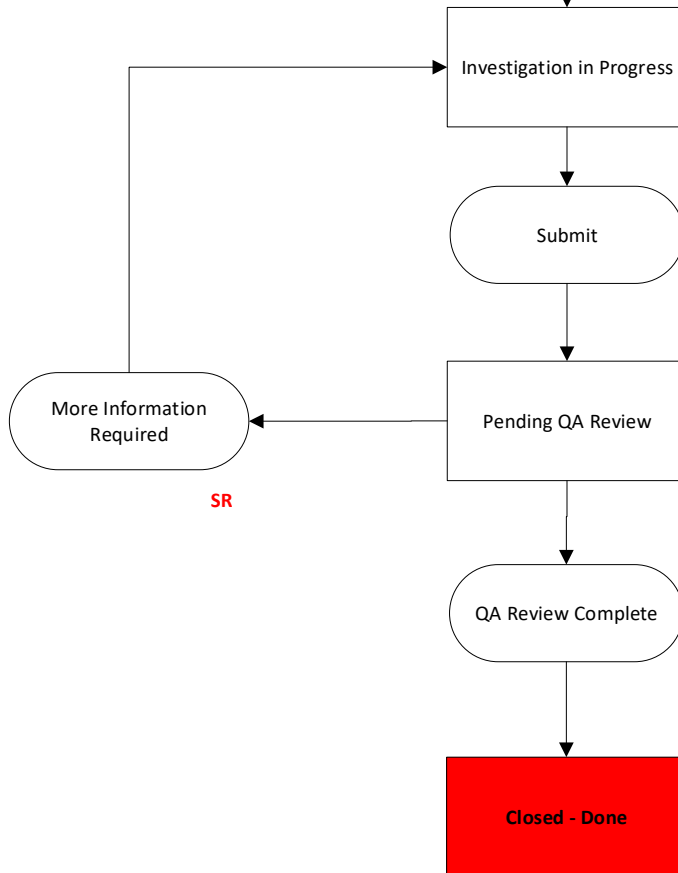 Investigation in Progress
Submit
More Information
Required
Pending QA Review
SR
QA Review Complete
Closed - Done